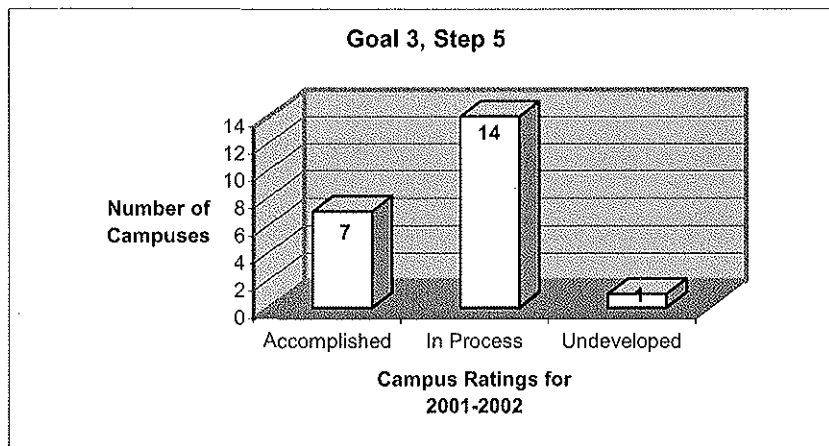 Goal 3, Step 5
14
12
10
8
6
4
2
0
Number of
Campuses
7
14
1
Accomplished
In Process
Undeveloped
Campus Ratings for
2001-2002